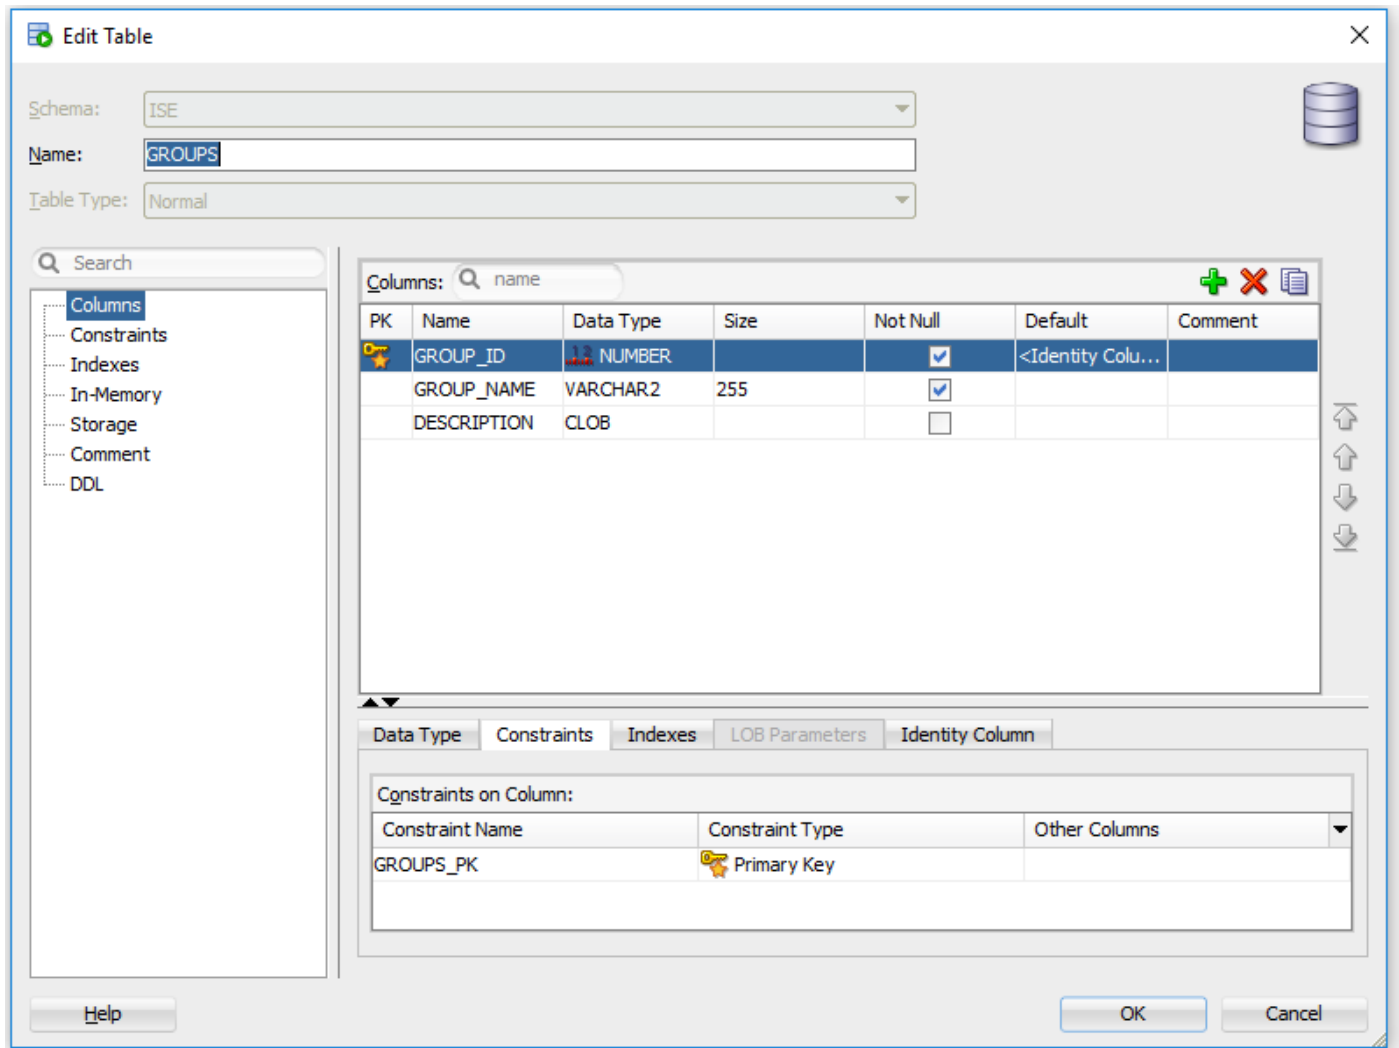 Edit Table
Schema: ISE
Name: GROUPS
Table Type: Normal
Search
Columns
Constraints
Indexes
In-Memory
Storage
Comment
DDL
Columns: name
PK Name Data Type Size Not Null Default Comment
GROUP_ID NUMBER <Identity Colu...
GROUP_NAME VARCHAR2 255
DESCRIPTION CLOB
Data Type Constraints Indexes LOB Parameters Identity Column
Constraints on Column:
Constraint Name Constraint Type Other Columns
GROUPS_PK Primary Key
Help OK Cancel